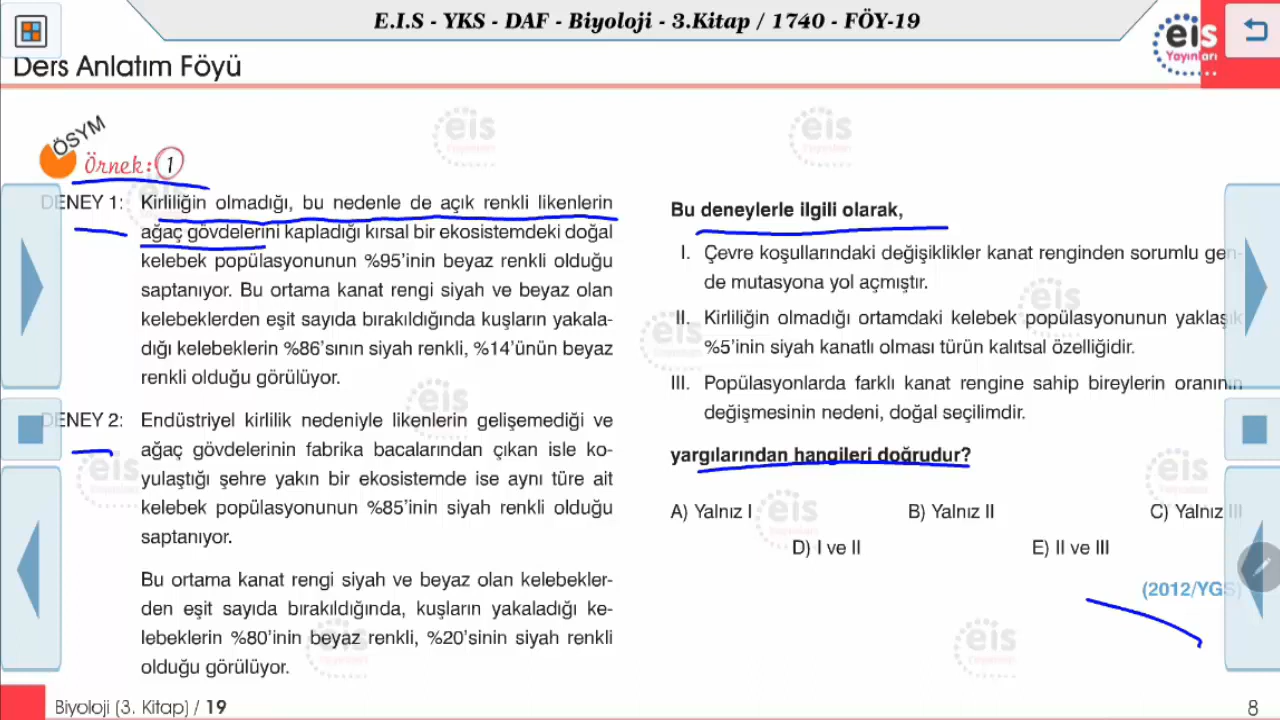 E.I.S - YKS - DAF - Biyoloji - 3.Kitap / 1740 - FÖY-19
eis
Yayınları
Ders Anlatım Föyü
ÖSYM
Örnek: 1
DENEY 1: Kirliliğin olmadığı, bu nedenle de açık renkli likenlerin
ağaç gövdelerini kapladığı kırsal bir ekosistemdeki doğal
kelebek popülasyonunun %95'inin beyaz renkli olduğu
saptanıyor. Bu ortama kanat rengi siyah ve beyaz olan
kelebeklerden eşit sayıda bırakıldığında kuşların yakala-
dığı kelebeklerin %86'sının siyah renkli, %14'ünün beyaz
renkli olduğu görülüyor.
DENEY 2: Endüstriyel kirlilik nedeniyle likenlerin gelişemediği ve
ağaç gövdelerinin fabrika bacalarından çıkan isle ko-
yulaştığı şehre yakın bir ekosistemde ise aynı türe ait
kelebek popülasyonunun %85'inin siyah renkli olduğu
saptanıyor.
Bu ortama kanat rengi siyah ve beyaz olan kelebekler-
den eşit sayıda bırakıldığında, kuşların yakaladığı ke-
lebeklerin %80'inin beyaz renkli, %20'sinin siyah renkli
olduğu görülüyor.
Bu deneylerle ilgili olarak,
I. Çevre koşullarındaki değişiklikler kanat renginden sorumlu gen-
de mutasyona yol açmıştır.
II. Kirliliğin olmadığı ortamdaki kelebek popülasyonunun yaklaşık
%5'inin siyah kanatlı olması türün kalıtsal özelliğidir.
III. Popülasyonlarda farklı kanat rengine sahip bireylerin oranının
değişmesinin nedeni, doğal seçilimdir.
yargılarından hangileri doğrudur?
A) Yalnız I B) Yalnız II C) Yalnız III
D) I ve II E) II ve III
(2012/YGS)
Biyoloji (3. Kitap) / 19
8